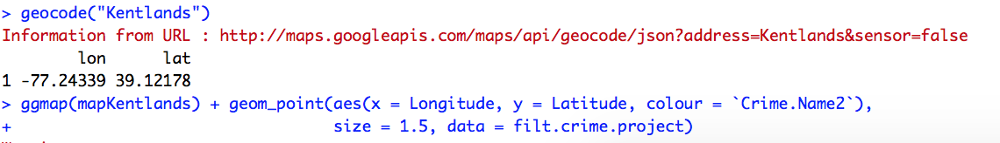 > geocode("Kentlands")
Information from URL : http://maps.googleapis.com/maps/api/geocode/json?address=Kentlands&sensor=false
        lon      lat
1 -77.24339 39.12178
> ggmap(mapKentlands) + geom_point(aes(x = Longitude, y = Latitude, colour = `Crime.Name2`),
+                                  size = 1.5, data = filt.crime.project)